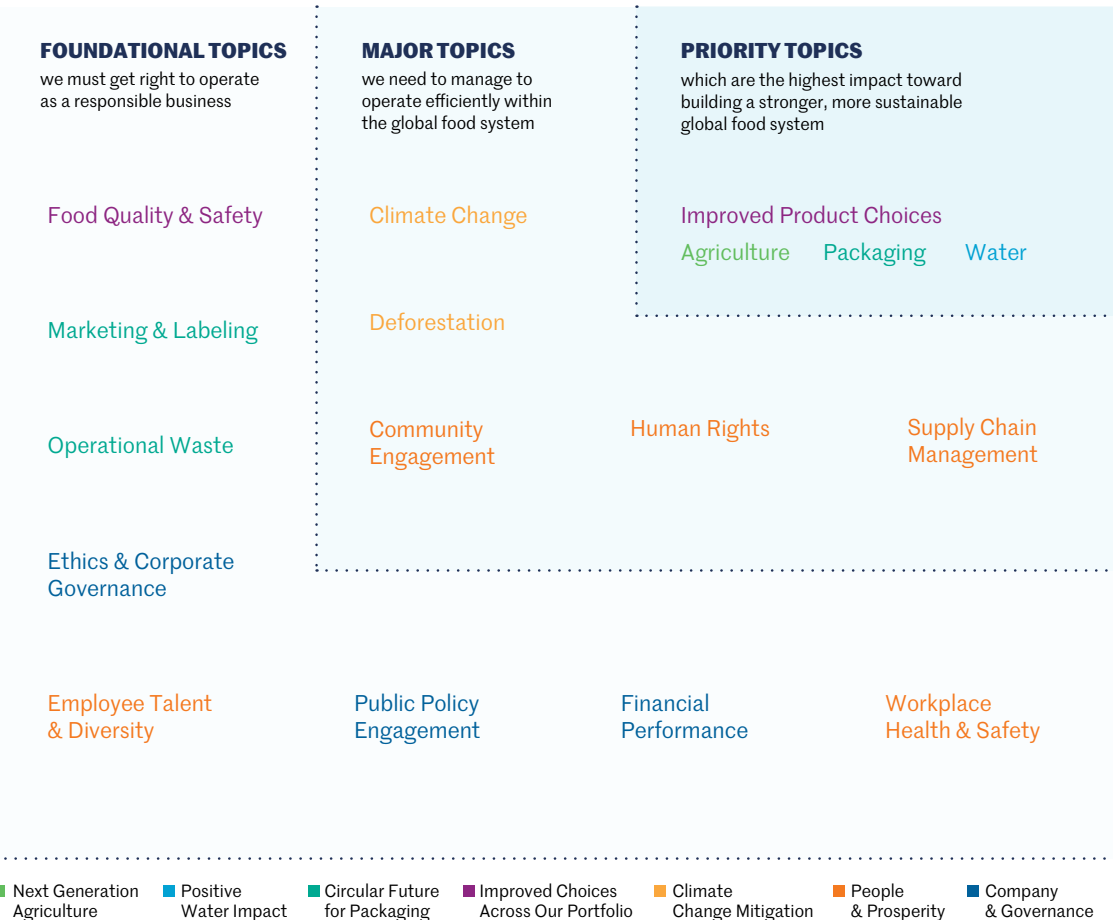 FOUNDATIONAL TOPICS
we must get right to operate
as a responsible business
MAJOR TOPICS
we need to manage to
operate efficiently within
the global food system
PRIORITY TOPICS
which are the highest impact toward
building a stronger, more sustainable
global food system
Food Quality & Safety
Climate Change
Improved Product Choices
Agriculture
Packaging
Water
Marketing & Labeling
Deforestation
Operational Waste
Community
Engagement
Human Rights
Supply Chain
Management
Ethics & Corporate
Governance
Employee Talent
& Diversity
Public Policy
Engagement
Financial
Performance
Workplace
Health & Safety
Next Generation
Agriculture
Positive
Water Impact
Circular Future
for Packaging
Improved Choices
Across Our Portfolio
Climate
Change Mitigation
People
& Prosperity
Company
& Governance